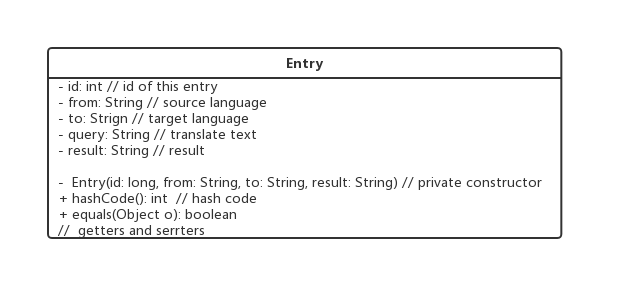 Entry
- id: int // id of this entry
- from: String // source language
- to: Strign // target language
- query: String // translate text
- result: String // result
-  Entry(id: long, from: String, to: String, result: String) // private constructor
+ hashCode(): int  // hash code
+ equals(Object o): boolean
//  getters and serrters